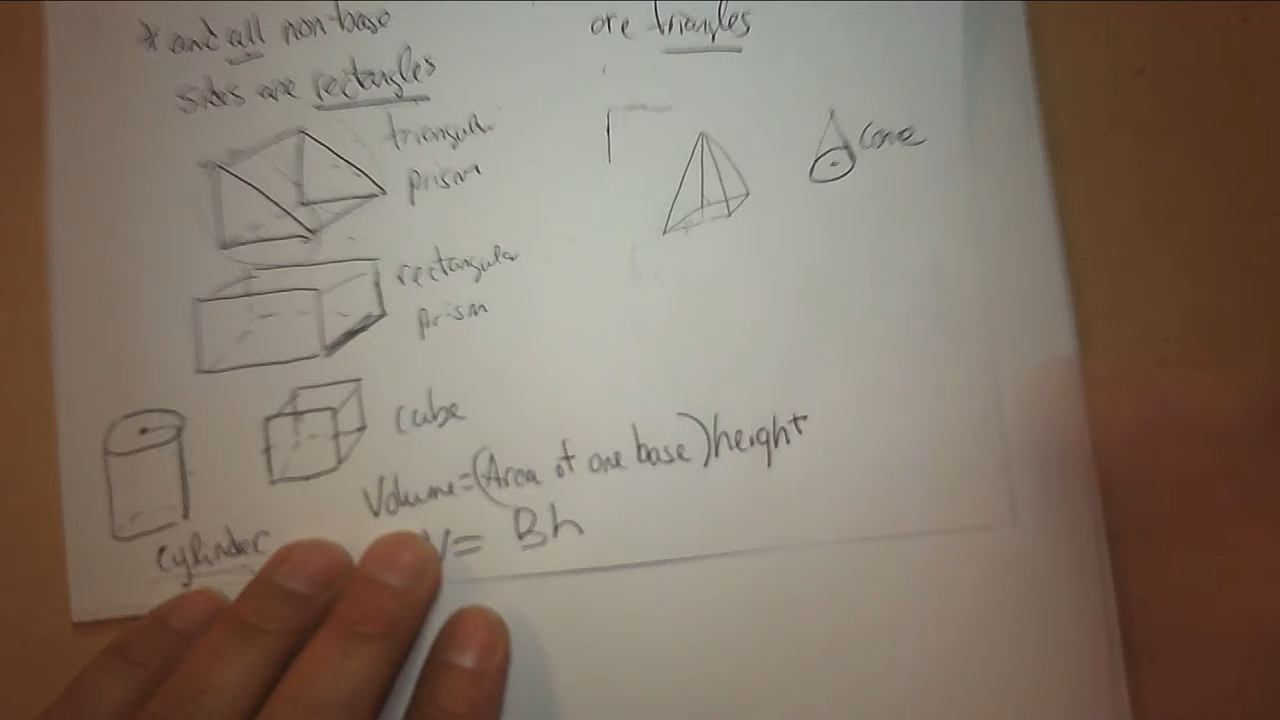 * and all non-base
sides are rectangles
are triangles
triangular
prism
cone
rectangular
prism
cube
cylinder
Volume=(Area of one base)height
V= Bh